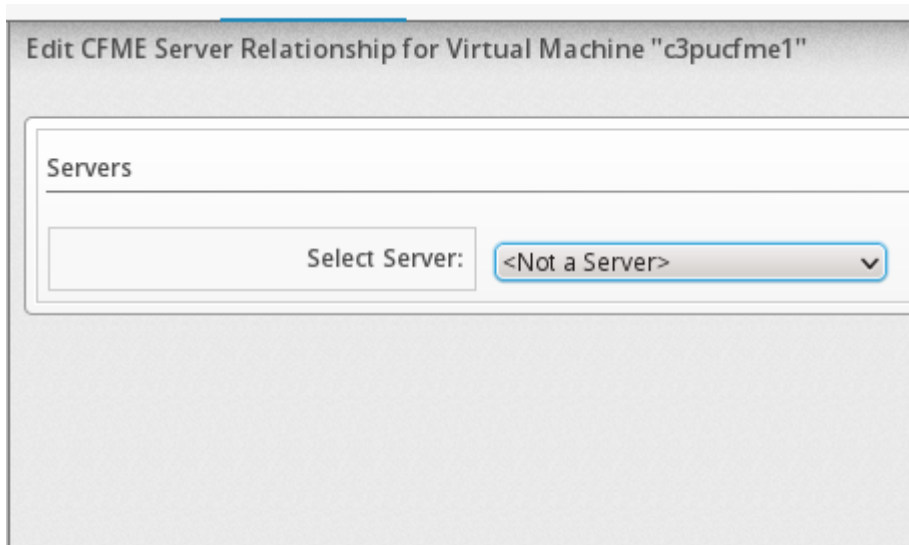 Edit CFME Server Relationship for Virtual Machine "c3pucfme1"
Servers
Select Server: <Not a Server>